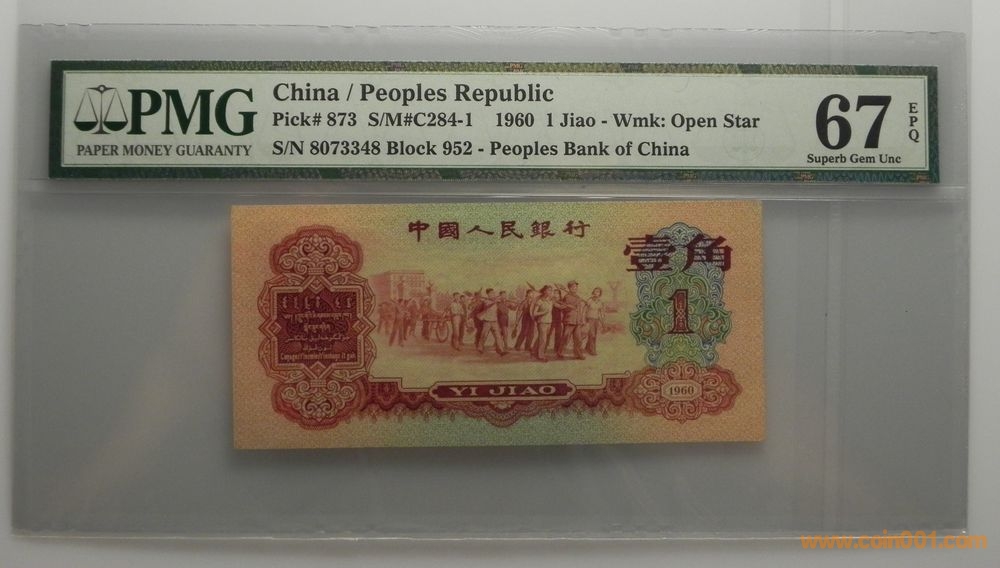 PMG
PAPER MONEY GUARANTY
China / Peoples Republic
Pick# 873 S/M#C284-1 1960 1 Jiao - Wmk: Open Star
S/N 8073348 Block 952 - Peoples Bank of China
67
EPQ
Superb Gem Unc
中國人民銀行
壹角
1
YI JIAO
1960
www.coin001.com